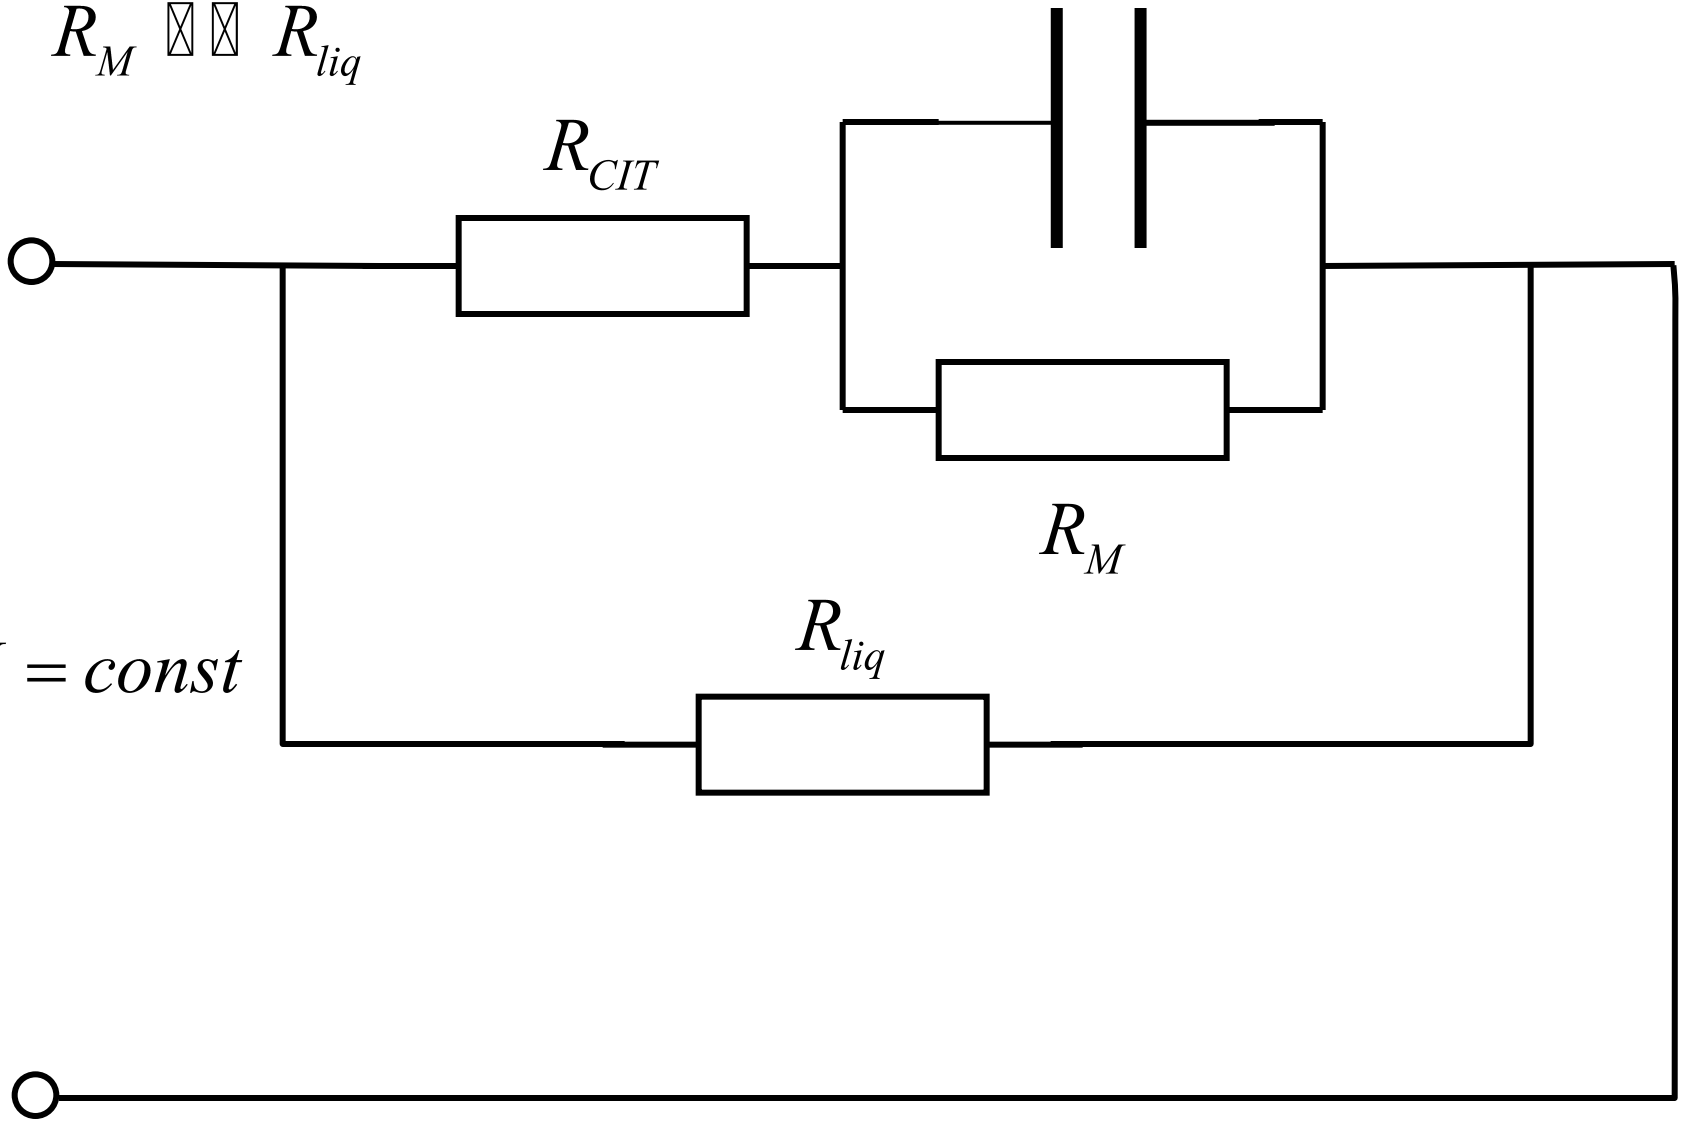 R_M R_liq
R_CIT
R_M
R_liq
= const